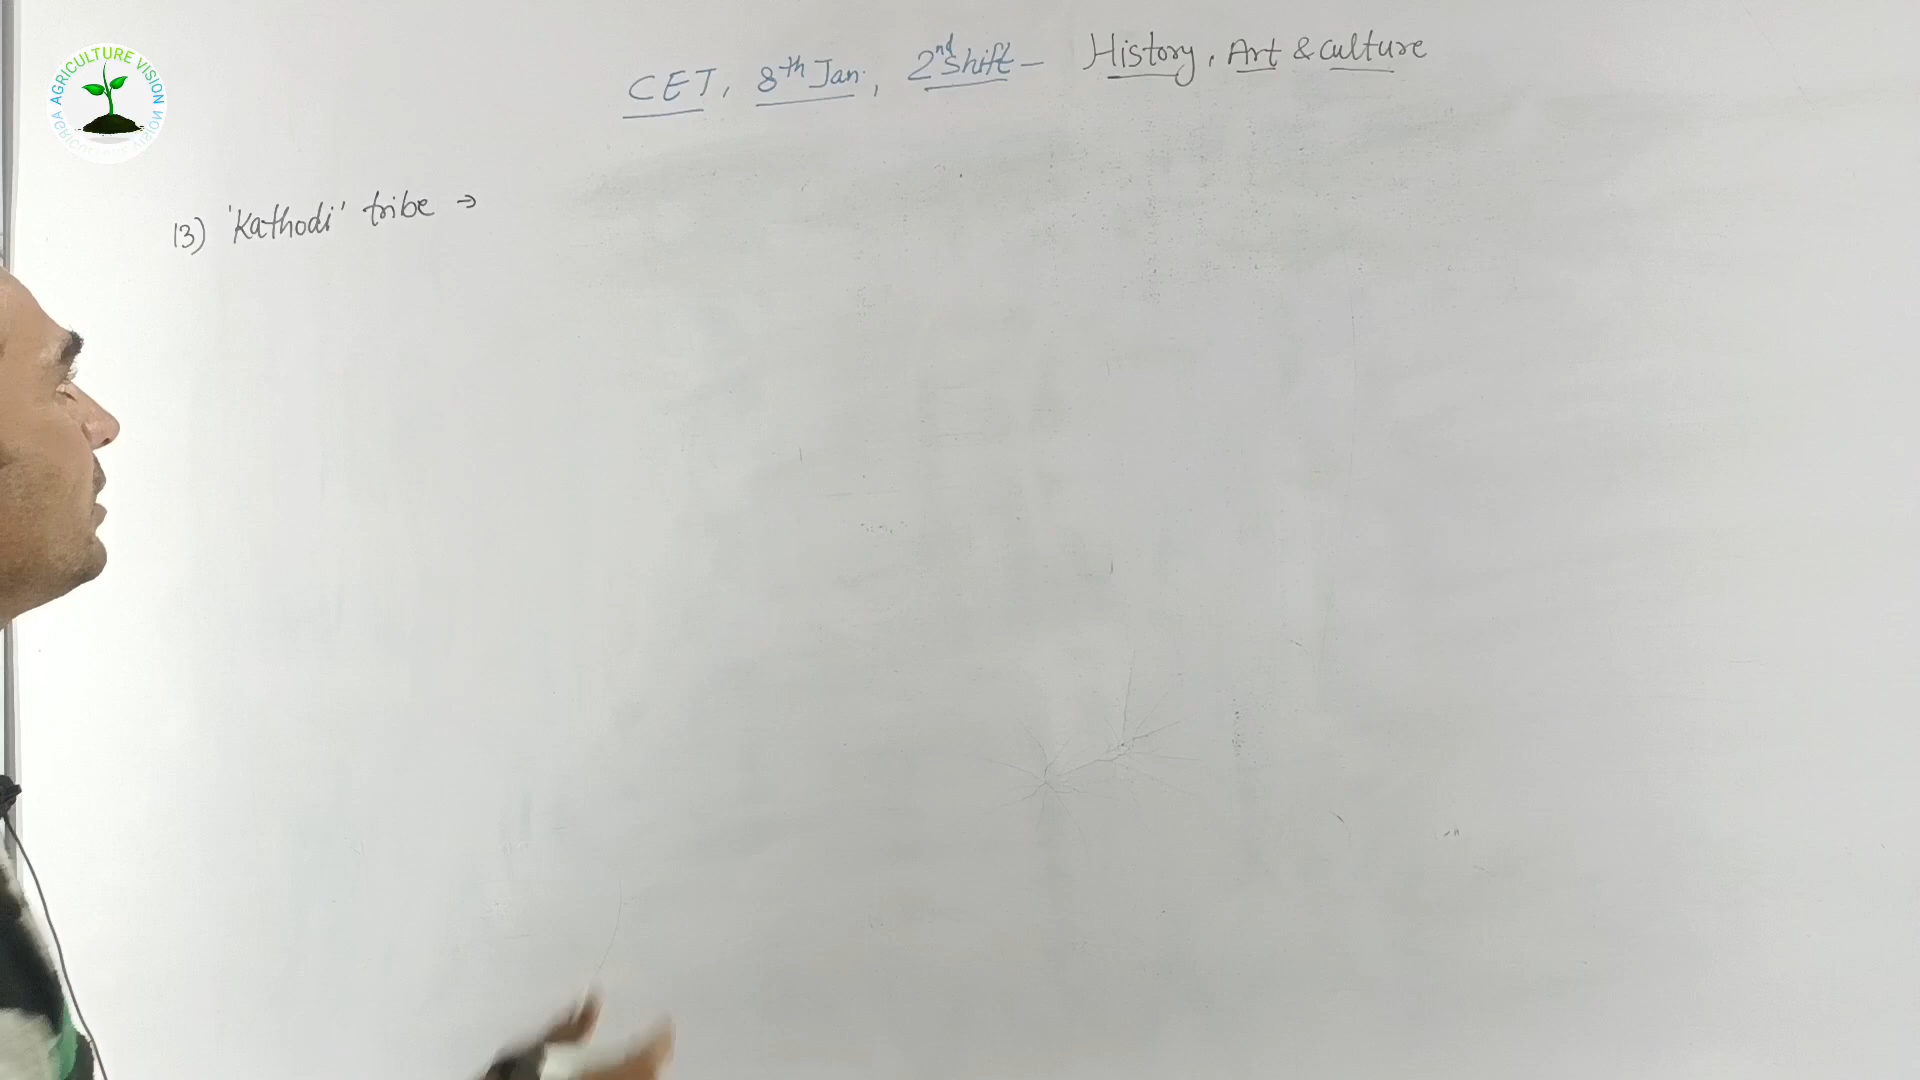 AGRICULTURE VISION
CET, 8th Jan., 2nd Shift – History, Art & Culture
13) 'Kathodi' tribe →